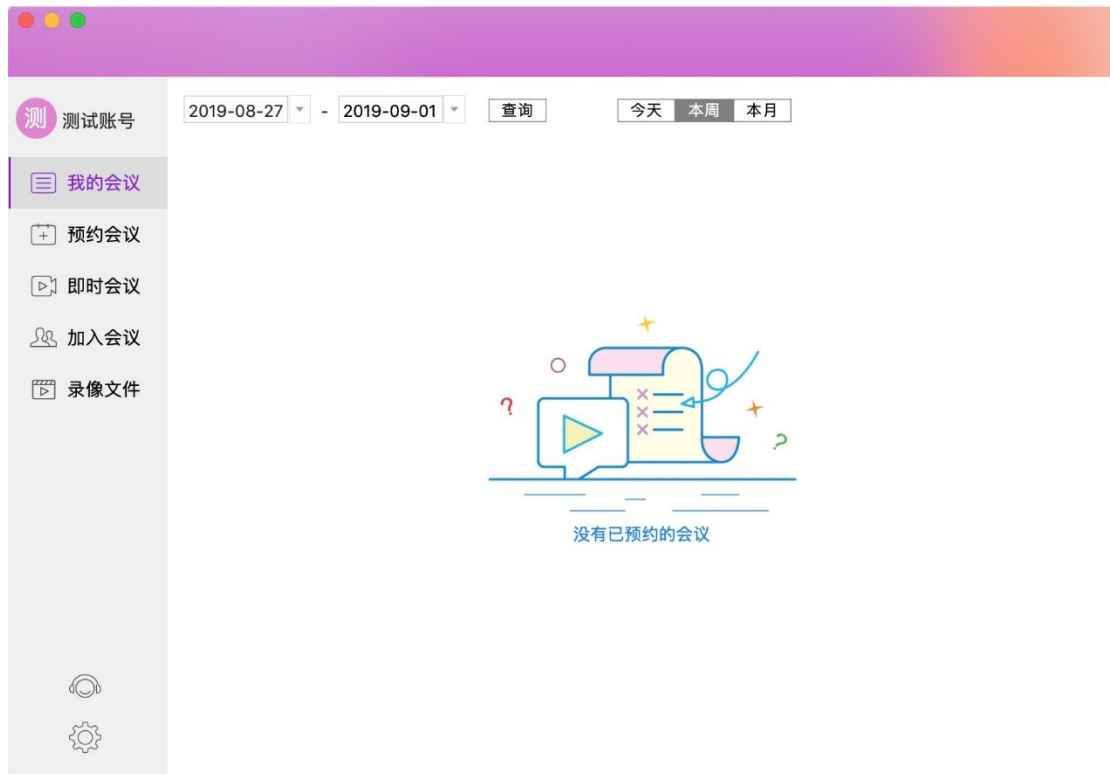 测 测试账号
2019-08-27 - 2019-09-01 查询 今天 本周 本月
我的会议
预约会议
即时会议
加入会议
录像文件
没有已预约的会议